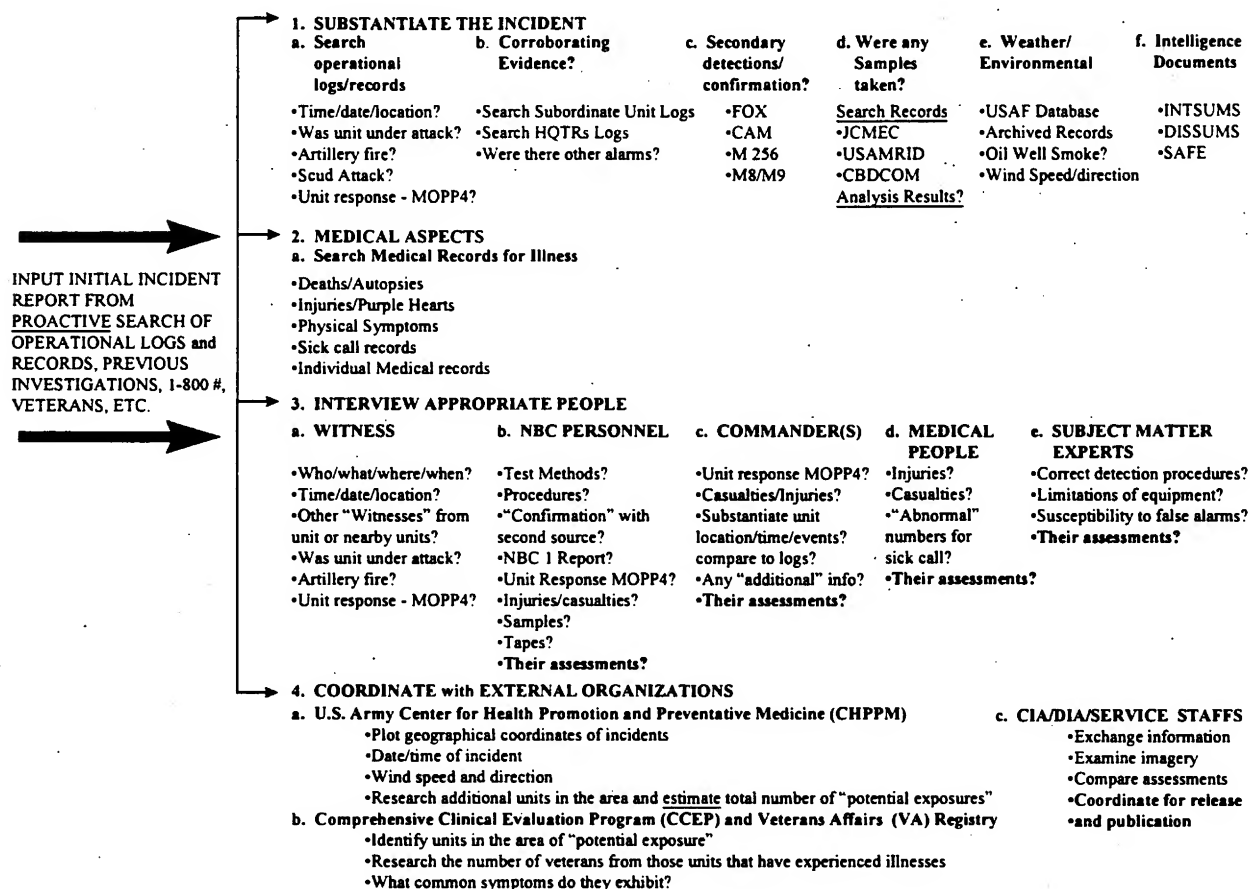 INPUT INITIAL INCIDENT
REPORT FROM
PROACTIVE SEARCH OF
OPERATIONAL LOGS and
RECORDS, PREVIOUS
INVESTIGATIONS, 1-800 #,
VETERANS, ETC.
1. SUBSTANTIATE THE INCIDENT
a. Search
operational
logs/records
•Time/date/location?
•Was unit under attack?
•Artillery fire?
•Scud Attack?
•Unit response - MOPP4?
b. Corroborating
Evidence?
•Search Subordinate Unit Logs
•Search HQTRs Logs
•Were there other alarms?
c. Secondary
detections/
confirmation?
•FOX
•CAM
•M 256
•M8/M9
d. Were any
Samples
taken?
Search Records
•JCMEC
•USAMRID
•CBDCOM
Analysis Results?
e. Weather/
Environmental
•USAF Database
•Archived Records
•Oil Well Smoke?
•Wind Speed/direction
f. Intelligence
Documents
•INTSUMS
•DISSUMS
•SAFE
2. MEDICAL ASPECTS
a. Search Medical Records for Illness
•Deaths/Autopsies
•Injuries/Purple Hearts
•Physical Symptoms
•Sick call records
•Individual Medical records
3. INTERVIEW APPROPRIATE PEOPLE
a. WITNESS
•Who/what/where/when?
•Time/date/location?
•Other "Witnesses" from
unit or nearby units?
•Was unit under attack?
•Artillery fire?
•Unit response - MOPP4?
b. NBC PERSONNEL
•Test Methods?
•Procedures?
•"Confirmation" with
second source?
•NBC 1 Report?
•Unit Response MOPP4?
•Injuries/casualties?
•Samples?
•Tapes?
•Their assessments?
c. COMMANDER(S)
•Unit response MOPP4?
•Casualties/Injuries?
•Substantiate unit
location/time/events?
compare to logs?
•Any "additional" info?
•Their assessments?
d. MEDICAL
PEOPLE
•Injuries?
•Casualties?
•"Abnormal"
numbers for
sick call?
•Their assessments?
e. SUBJECT MATTER
EXPERTS
•Correct detection procedures?
•Limitations of equipment?
•Susceptibility to false alarms?
•Their assessments?
4. COORDINATE with EXTERNAL ORGANIZATIONS
a. U.S. Army Center for Health Promotion and Preventative Medicine (CHPPM)
•Plot geographical coordinates of incidents
•Date/time of incident
•Wind speed and direction
•Research additional units in the area and estimate total number of "potential exposures"
b. Comprehensive Clinical Evaluation Program (CCEP) and Veterans Affairs (VA) Registry
•Identify units in the area of "potential exposure"
•Research the number of veterans from those units that have experienced illnesses
•What common symptoms do they exhibit?
c. CIA/DIA/SERVICE STAFFS
•Exchange information
•Examine imagery
•Compare assessments
•Coordinate for release
•and publication